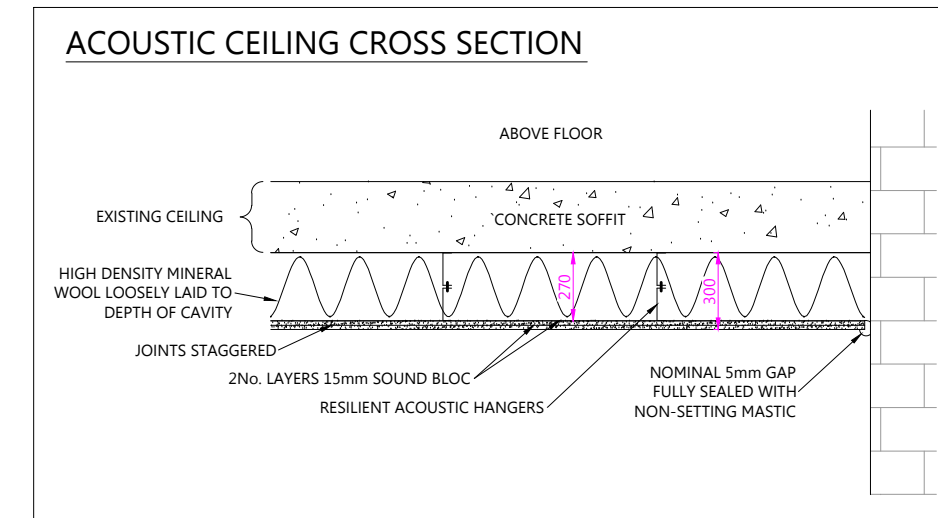 ACOUSTIC CEILING CROSS SECTION
ABOVE FLOOR
EXISTING CEILING
CONCRETE SOFFIT
HIGH DENSITY MINERAL
WOOL LOOSELY LAID TO
DEPTH OF CAVITY
270
300
JOINTS STAGGERED
2No. LAYERS 15mm SOUND BLOC
RESILIENT ACOUSTIC HANGERS
NOMINAL 5mm GAP
FULLY SEALED WITH
NON-SETTING MASTIC